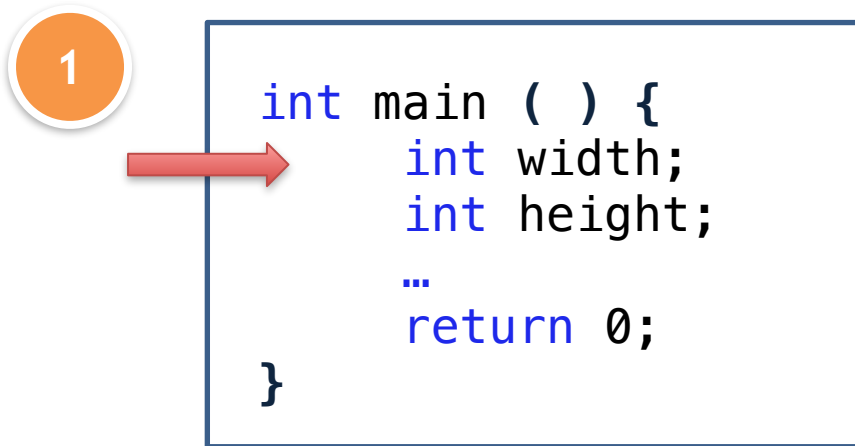 1
int main ( ) {
int width;
int height;
…
return 0;
}